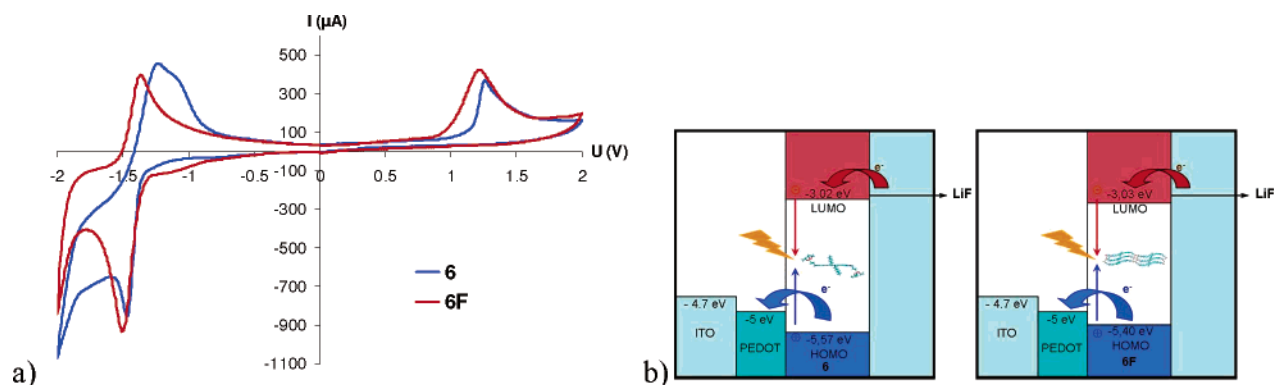 I (µA)
500
300
100
-2
-1.5
-1
-0.5
0
0.5
1
1.5
2
U (V)
-100
-300
-500
-700
-900
-1100
6
6F
a)
b)
e-
-3,02 eV
LUMO
LiF
e-
- 4.7 eV
ITO
-5 eV
PEDOT
-5,57 eV
HOMO
6
e-
-3,03 eV
LUMO
LiF
e-
- 4.7 eV
ITO
-5 eV
PEDOT
-5,40 eV
HOMO
6F